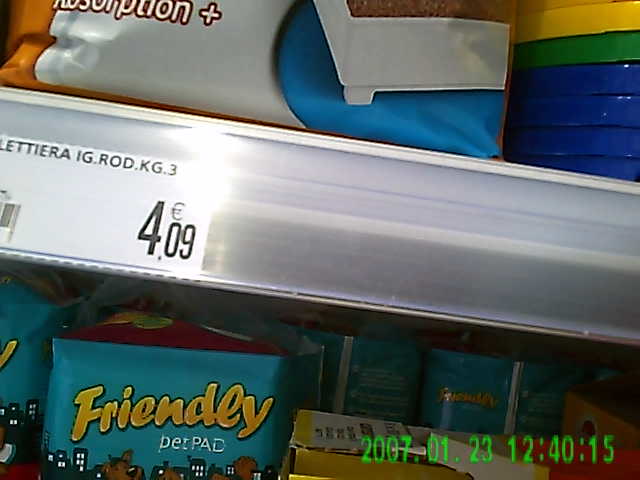 Absorption +
LETTIERA IG.ROD.KG.3
€
4,09
Friendly
petPAD
Friendly
2007.01.23 12:40:15